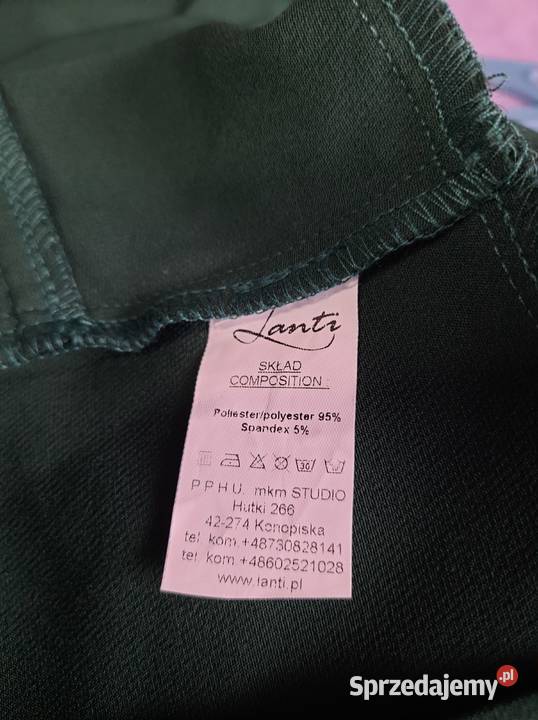 Lanti
SKŁAD
COMPOSITION :
Poliester/polyester 95%
Spandex 5%
30
P.P.H.U. mkm STUDIO
Hutki 266
42-274 Konopiska
tel. kom.+48730828141
tel. kom +48602521028
www.lanti.pl
Sprzedajemy.pl